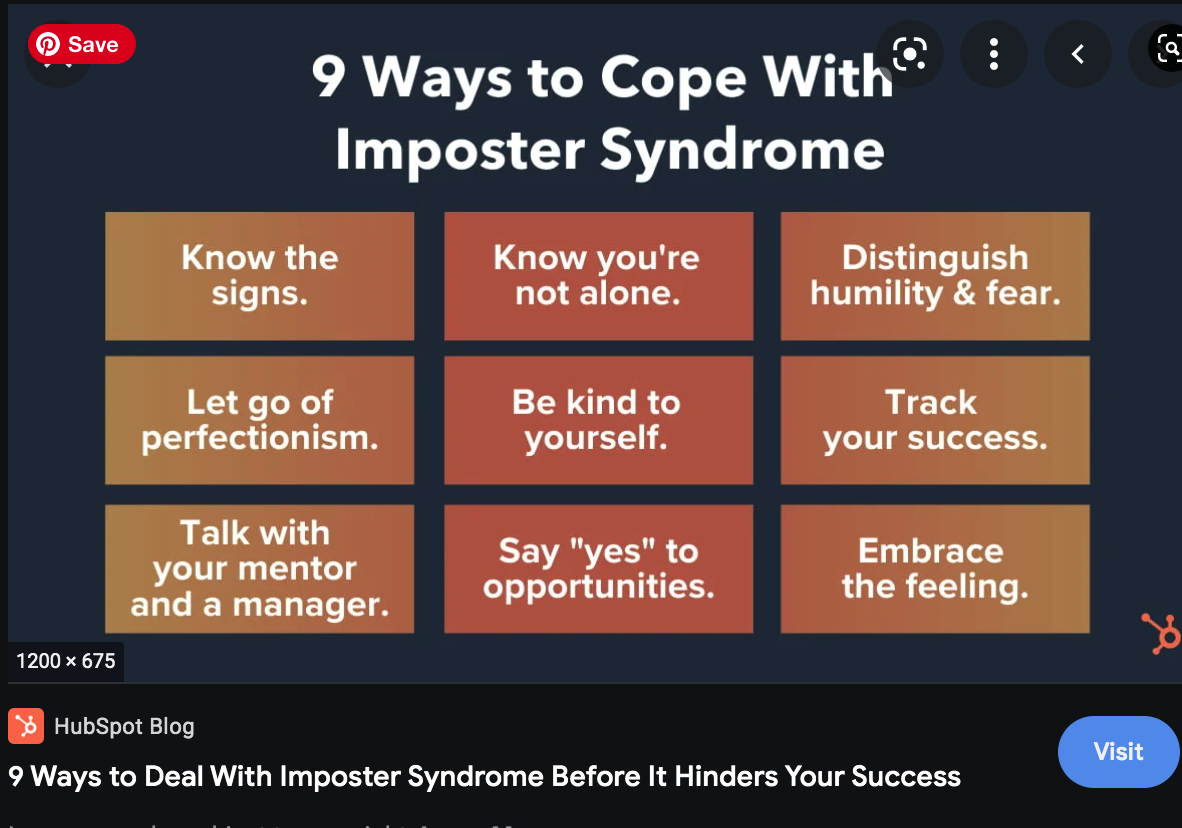 Save
9 Ways to Cope With
Imposter Syndrome
Know the
signs.
Know you're
not alone.
Distinguish
humility & fear.
Let go of
perfectionism.
Be kind to
yourself.
Track
your success.
Talk with
your mentor
and a manager.
Say "yes" to
opportunities.
Embrace
the feeling.
1200 × 675
HubSpot Blog
Visit
9 Ways to Deal With Imposter Syndrome Before It Hinders Your Success